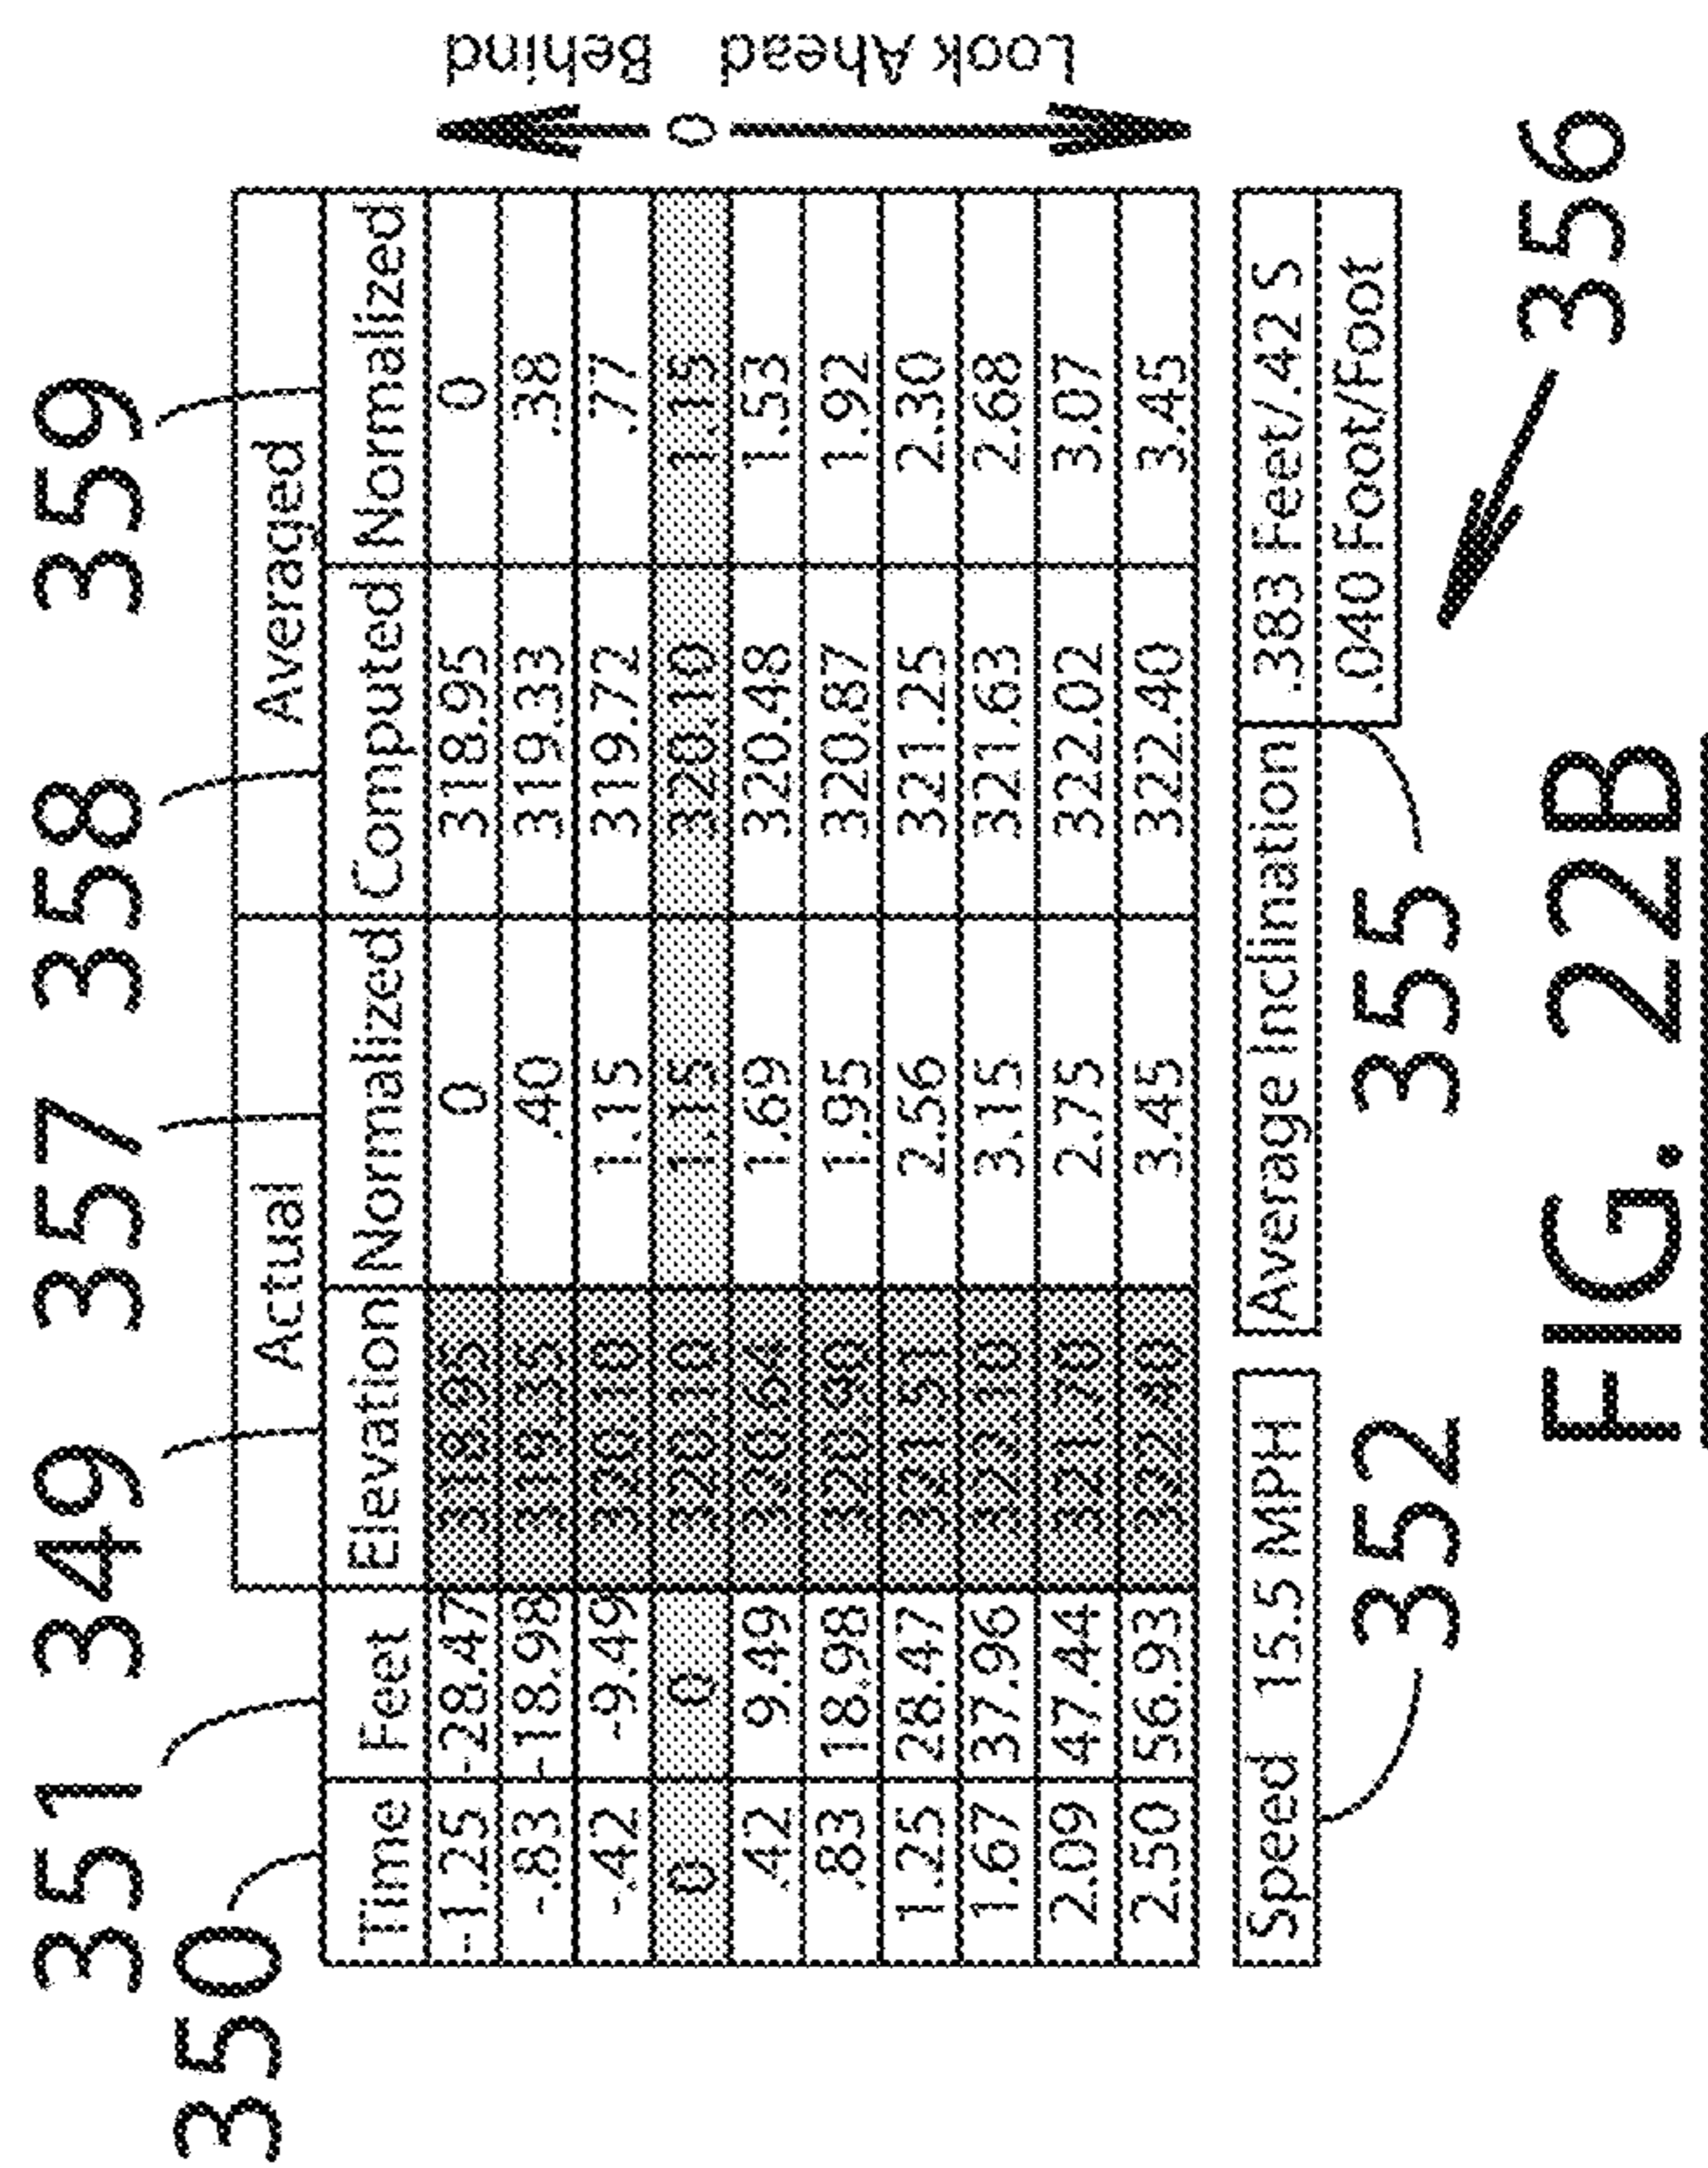 351 349 357 358 359
350
Actual Averaged
Time Feet Elevation Normalized Computed Normalized
-1.25 -28.47 318.95 0 318.95 0
-.83 -18.98 319.35 .40 319.33 .38
-.42 -9.49 320.10 1.15 319.72 .77
0 0 320.10 1.15 320.10 1.15
.42 9.49 320.64 1.69 320.48 1.53
.83 18.98 320.90 1.95 320.87 1.92
1.25 28.47 321.51 2.56 321.25 2.30
1.67 37.96 322.10 3.15 321.63 2.68
2.09 47.44 321.70 2.75 322.02 3.07
2.50 56.93 322.40 3.45 322.40 3.45
Behind
0
Look Ahead
Speed 15.5 MPH
Average Inclination .383 Feet/.42 S
.040 Foot/Foot
352 355 356
FIG. 22B